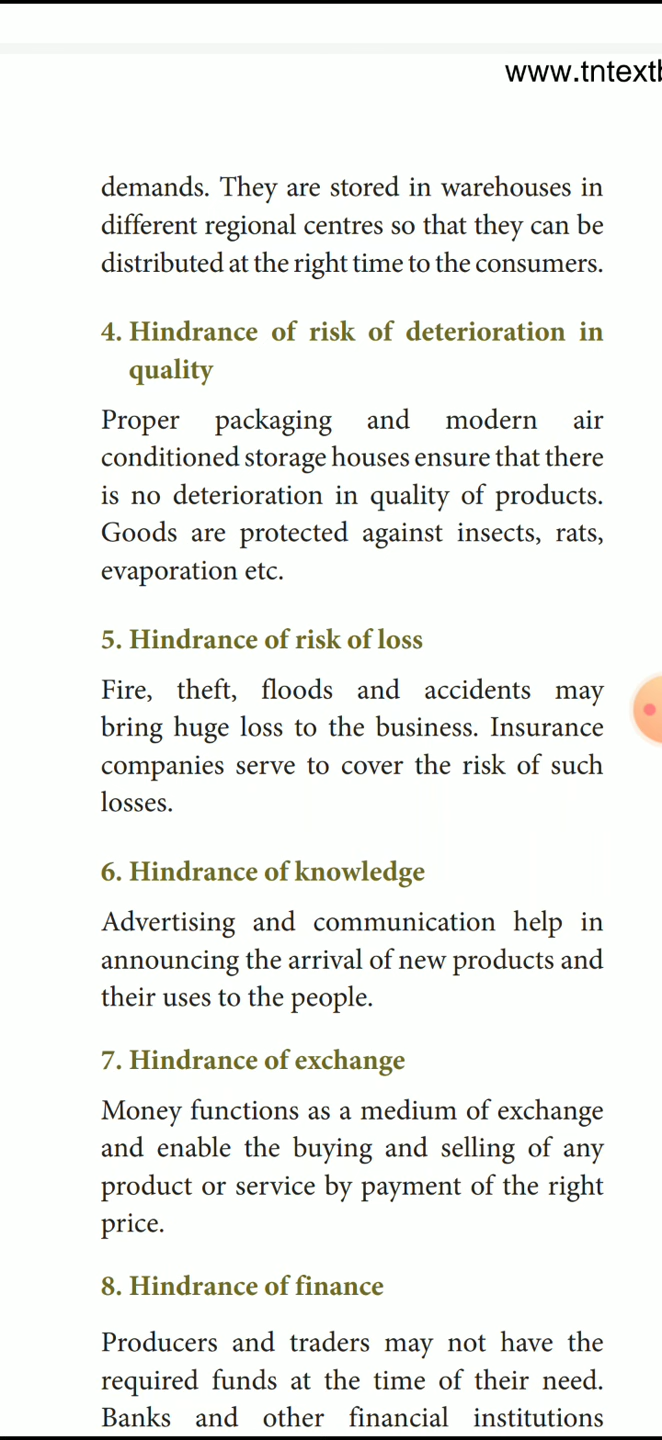 www.tntext
demands. They are stored in warehouses in
different regional centres so that they can be
distributed at the right time to the consumers.
4. Hindrance of risk of deterioration in
quality
Proper packaging and modern air
conditioned storage houses ensure that there
is no deterioration in quality of products.
Goods are protected against insects, rats,
evaporation etc.
5. Hindrance of risk of loss
Fire, theft, floods and accidents may
bring huge loss to the business. Insurance
companies serve to cover the risk of such
losses.
6. Hindrance of knowledge
Advertising and communication help in
announcing the arrival of new products and
their uses to the people.
7. Hindrance of exchange
Money functions as a medium of exchange
and enable the buying and selling of any
product or service by payment of the right
price.
8. Hindrance of finance
Producers and traders may not have the
required funds at the time of their need.
Banks and other financial institutions